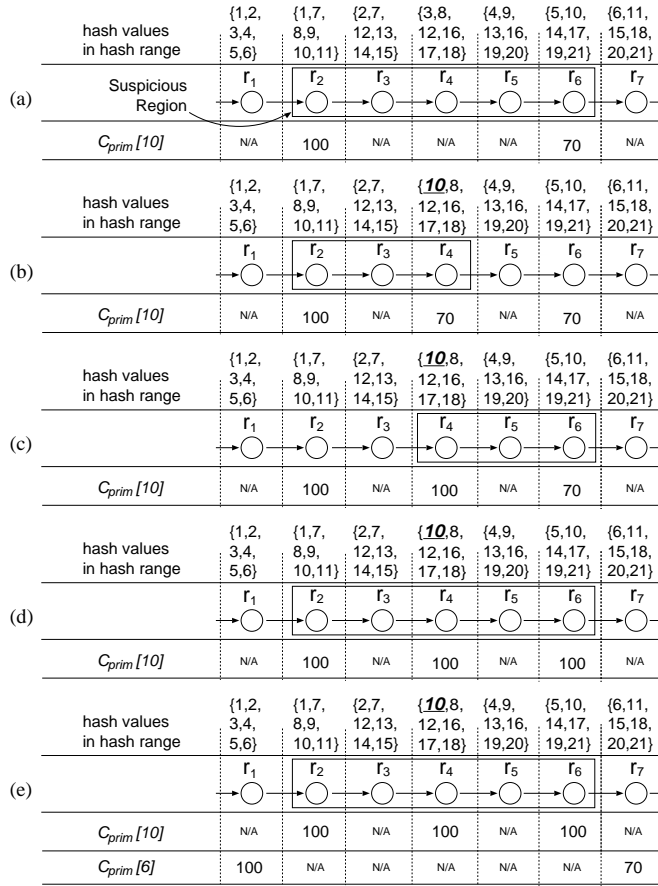 hash values in hash range
{1,2, {1,7, {2,7, {3,8, {4,9, {5,10, {6,11,
3,4, 8,9, 12,13, 12,16, 13,16, 14,17, 15,18,
5,6} 10,11} 14,15} 17,18} 19,20} 19,21} 20,21}
(a) Suspicious Region r1 r2 r3 r4 r5 r6 r7
Cprim [10] N/A 100 N/A N/A N/A 70 N/A
hash values in hash range
{1,2, {1,7, {2,7, {10,8, {4,9, {5,10, {6,11,
3,4, 8,9, 12,13, 12,16, 13,16, 14,17, 15,18,
5,6} 10,11} 14,15} 17,18} 19,20} 19,21} 20,21}
(b) r1 r2 r3 r4 r5 r6 r7
Cprim [10] N/A 100 N/A 70 N/A 70 N/A
hash values in hash range
{1,2, {1,7, {2,7, {10,8, {4,9, {5,10, {6,11,
3,4, 8,9, 12,13, 12,16, 13,16, 14,17, 15,18,
5,6} 10,11} 14,15} 17,18} 19,20} 19,21} 20,21}
(c) r1 r2 r3 r4 r5 r6 r7
Cprim [10] N/A 100 N/A 100 N/A 70 N/A
hash values in hash range
{1,2, {1,7, {2,7, {10,8, {4,9, {5,10, {6,11,
3,4, 8,9, 12,13, 12,16, 13,16, 14,17, 15,18,
5,6} 10,11} 14,15} 17,18} 19,20} 19,21} 20,21}
(d) r1 r2 r3 r4 r5 r6 r7
Cprim [10] N/A 100 N/A 100 N/A 100 N/A
hash values in hash range
{1,2, {1,7, {2,7, {10,8, {4,9, {5,10, {6,11,
3,4, 8,9, 12,13, 12,16, 13,16, 14,17, 15,18,
5,6} 10,11} 14,15} 17,18} 19,20} 19,21} 20,21}
(e) r1 r2 r3 r4 r5 r6 r7
Cprim [10] N/A 100 N/A 100 N/A 100 N/A
Cprim [6] 100 N/A N/A N/A N/A N/A 70